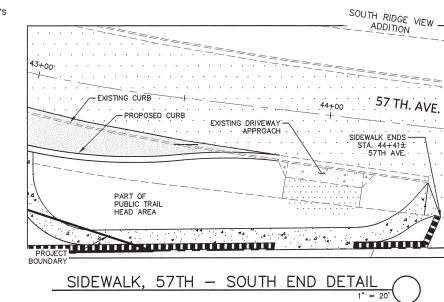 SOUTH RIDGE VIEW
ADDITION
43+00
EXISTING CURB
PROPOSED CURB
44+00
57 TH. AVE.
EXISTING DRIVEWAY
APPROACH
SIDEWALK ENDS
STA. 44+41±
57TH AVE.
PART OF
PUBLIC TRAIL
HEAD AREA
PROJECT
BOUNDARY
SIDEWALK, 57TH – SOUTH END DETAIL
1" = 20'